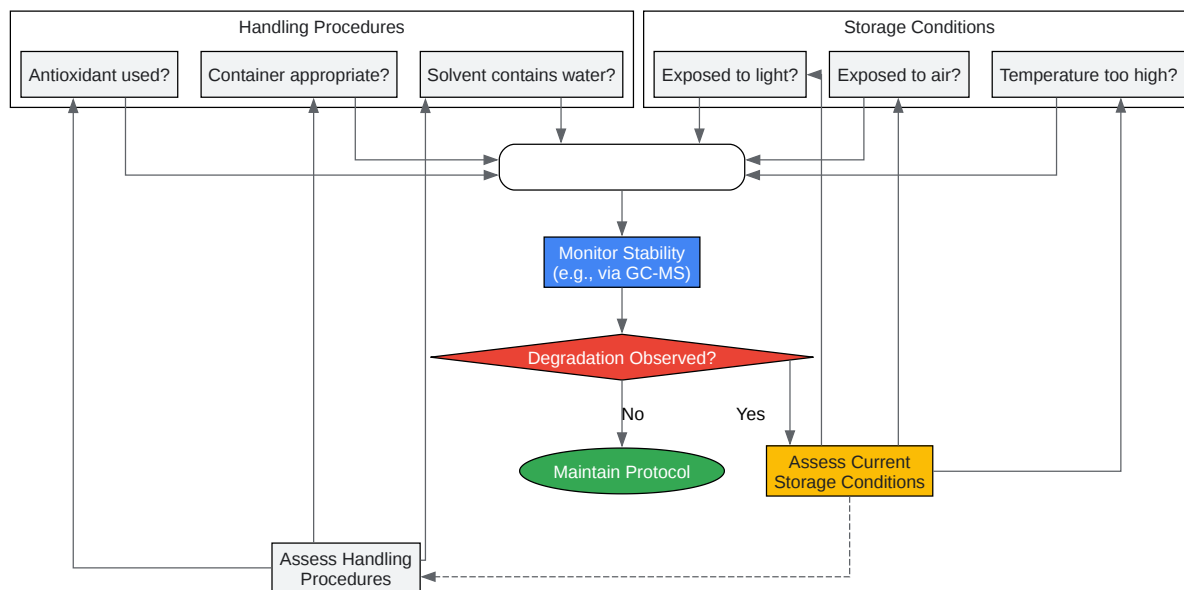 Handling Procedures
Storage Conditions
Antioxidant used?
Container appropriate?
Solvent contains water?
Exposed to light?
Exposed to air?
Temperature too high?
Monitor Stability
(e.g., via GC-MS)
Degradation Observed?
No
Yes
Maintain Protocol
Assess Current
Storage Conditions
Assess Handling
Procedures